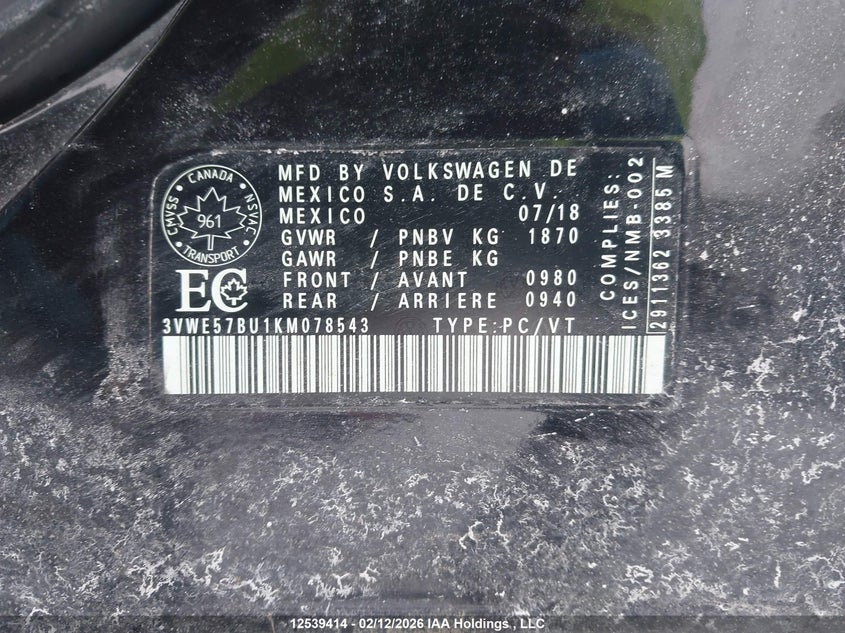 CANADA
CMVSS
NSVAC
961
TRANSPORT
EC
MFD BY VOLKSWAGEN DE
MEXICO S.A. DE C.V.
MEXICO 07/18
GVWR / PNBV KG 1870
GAWR / PNBE KG
FRONT / AVANT 0980
REAR / ARRIERE 0940
3VWE57BU1KM078543 TYPE:PC/VT
COMPLIES:
ICES/NMB-002
2911362 3385 M
12539414 - 02/12/2026 IAA Holdings , LLC